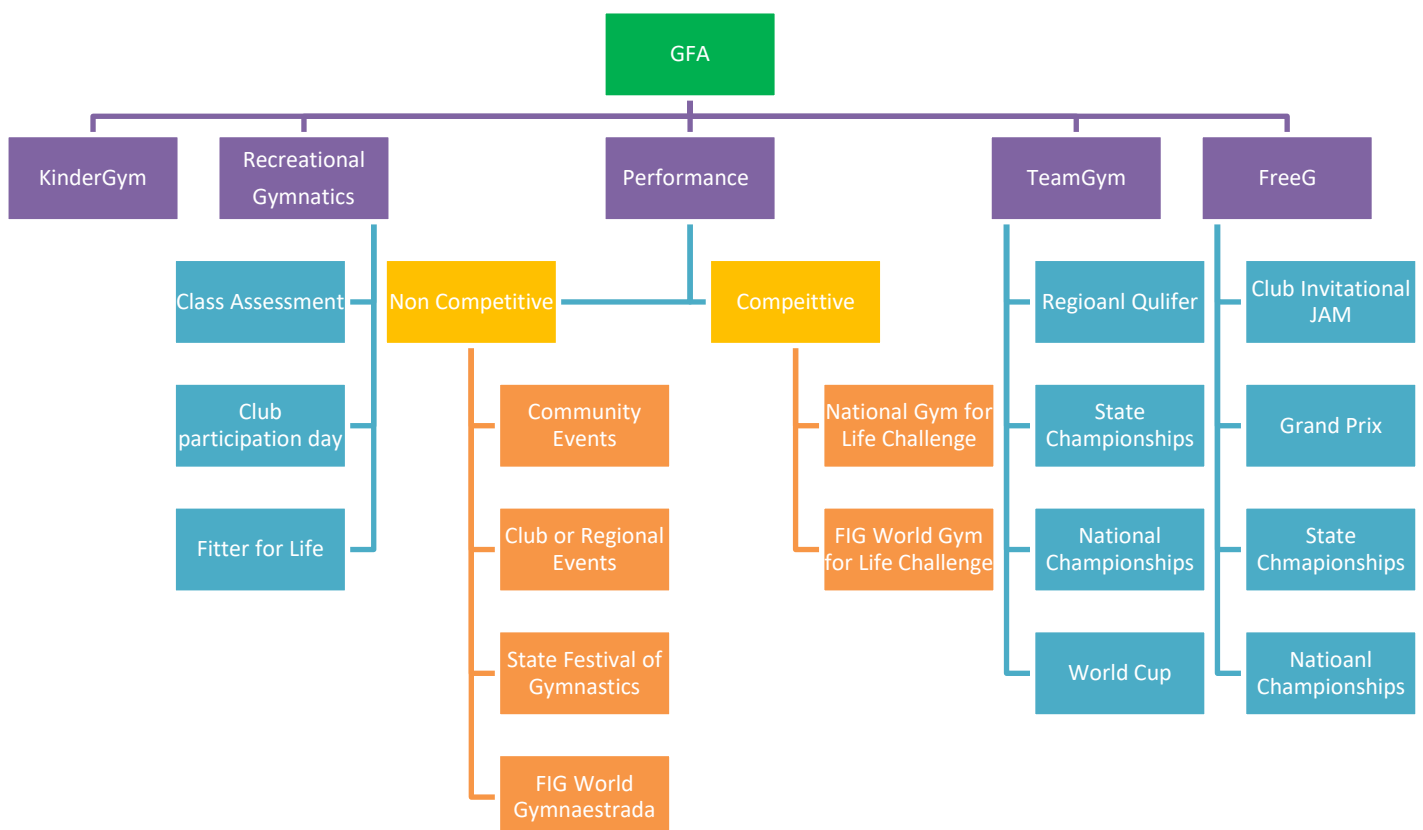 GFA
KinderGym
Recreational
Gymnatics
Performance
TeamGym
FreeG
Class Assessment
Non Competitive
Compeittive
Regioanl Qulifer
Club Invitational
JAM
Club
participation day
Community
Events
National Gym for
Life Challenge
State
Championships
Grand Prix
Fitter for Life
Club or Regional
Events
FIG World Gym
for Life Challenge
National
Championships
State
Chmapionships
State Festival of
Gymnastics
World Cup
Natioanl
Championships
FIG World
Gymnaestrada